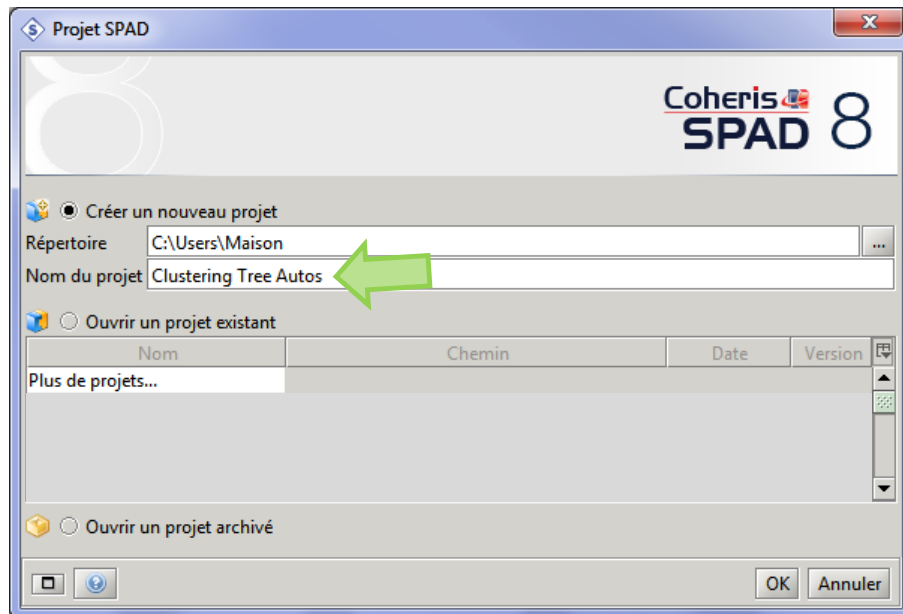 Projet SPAD
Coheris
SPAD 8
Créer un nouveau projet
Répertoire C:\Users\Maison ...
Nom du projet Clustering Tree Autos
Ouvrir un projet existant
Nom Chemin Date Version
Plus de projets...
Ouvrir un projet archivé
OK Annuler